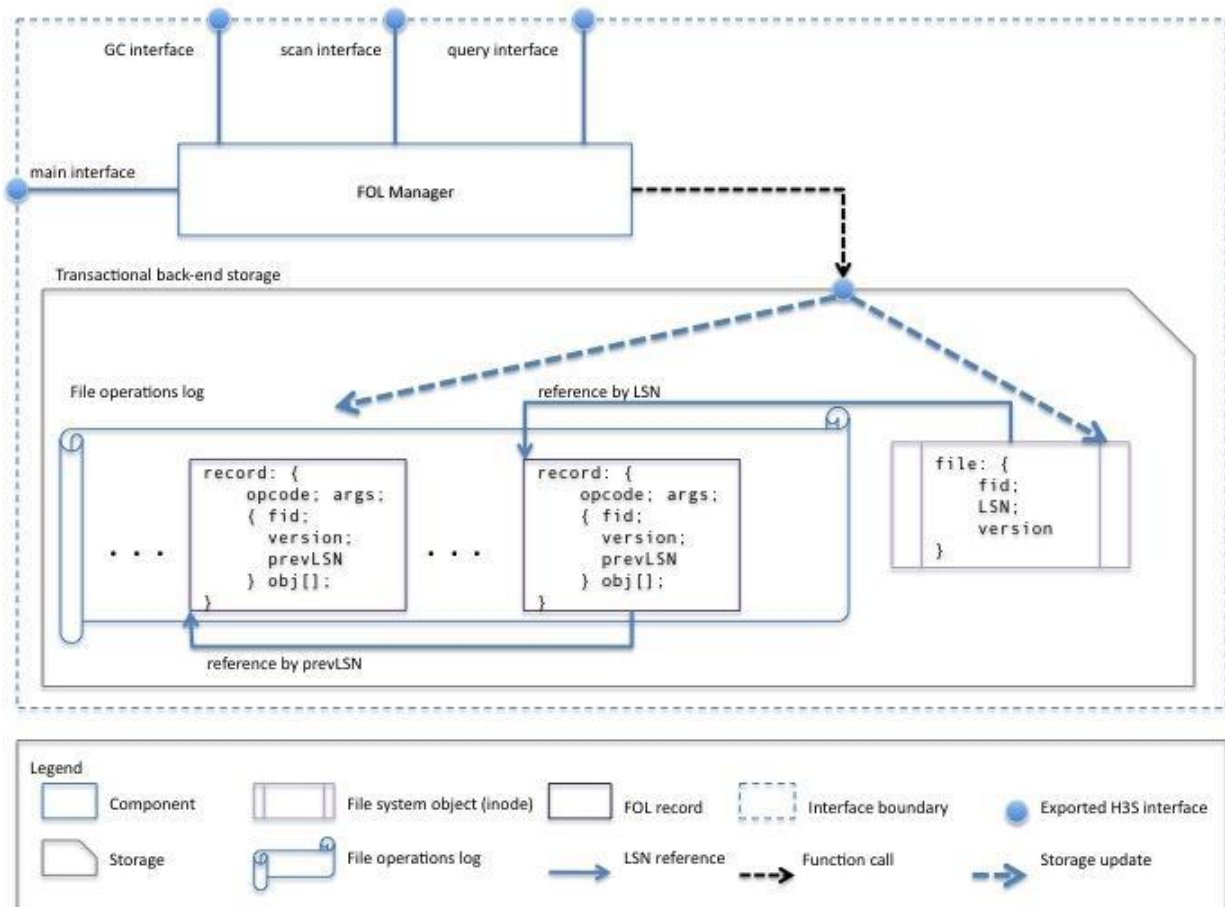 GC interface
scan interface
query interface
main interface
FOL Manager
Transactional back-end storage
File operations log
reference by LSN
record: {
opcode; args;
{ fid;
version;
prevLSN
} obj[];
}
. . .
. . .
record: {
opcode; args;
{ fid;
version;
prevLSN
} obj[];
}
file: {
fid;
LSN;
version
}
reference by prevLSN
Legend
Component
File system object (inode)
FOL record
Interface boundary
Exported H3S interface
Storage
File operations log
LSN reference
Function call
Storage update